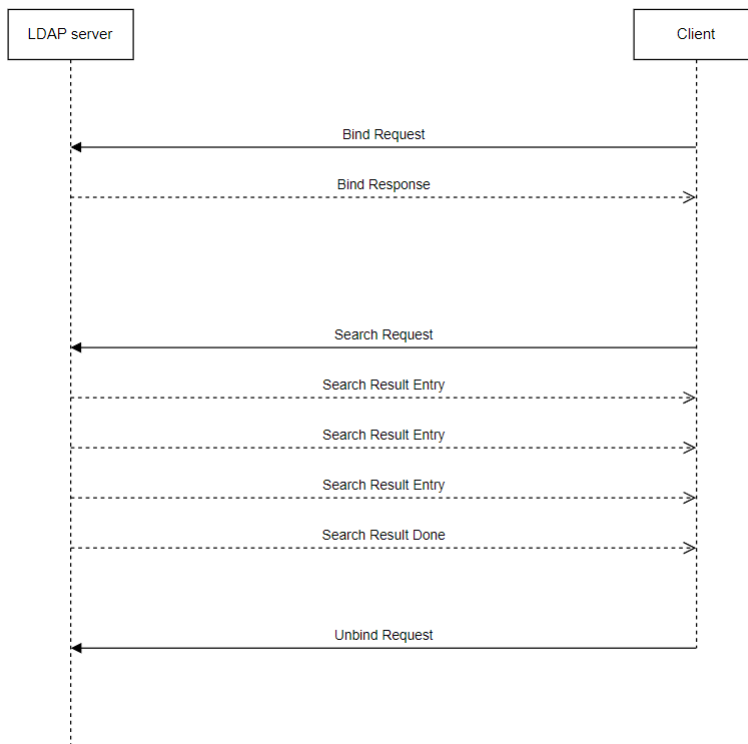 LDAP server
Client
Bind Request
Bind Response
Search Request
Search Result Entry
Search Result Entry
Search Result Entry
Search Result Done
Unbind Request